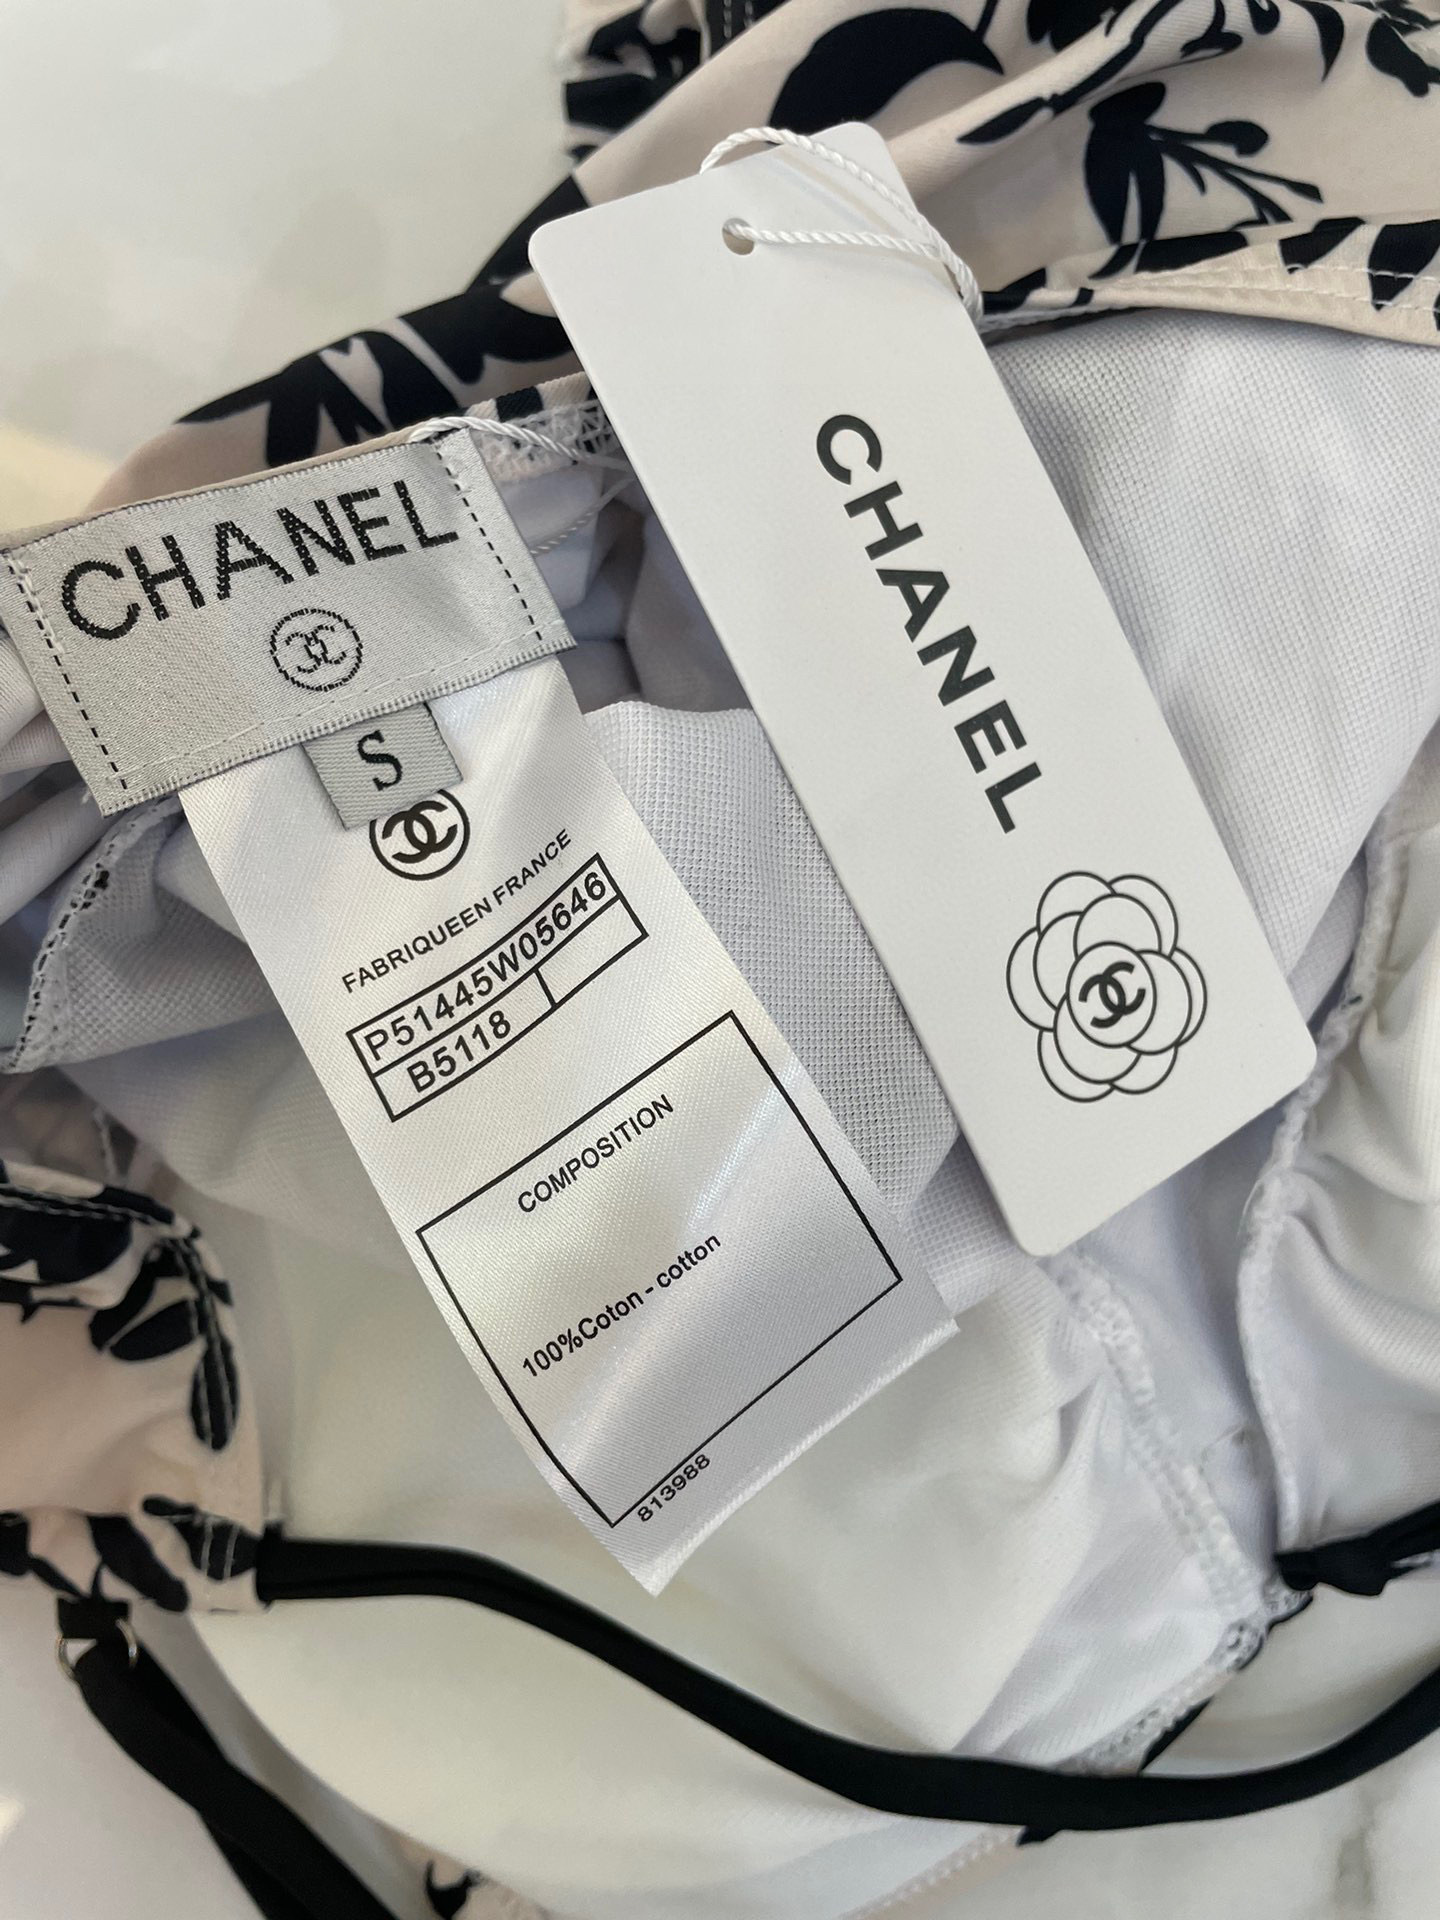 CHANEL
S
FABRIQUEEN FRANCE
P51445W05646
B5118
COMPOSITION
100%Coton - cotton
813988
CHANEL